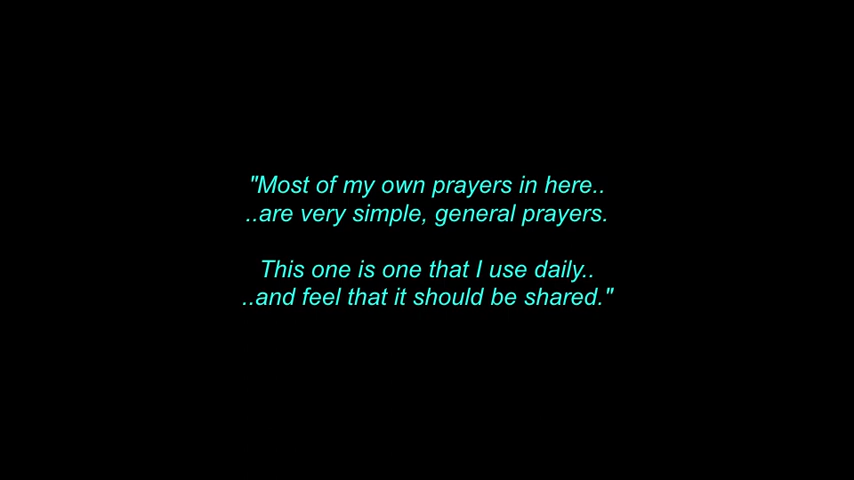 "Most of my own prayers in here..
..are very simple, general prayers.
This one is one that I use daily..
..and feel that it should be shared."